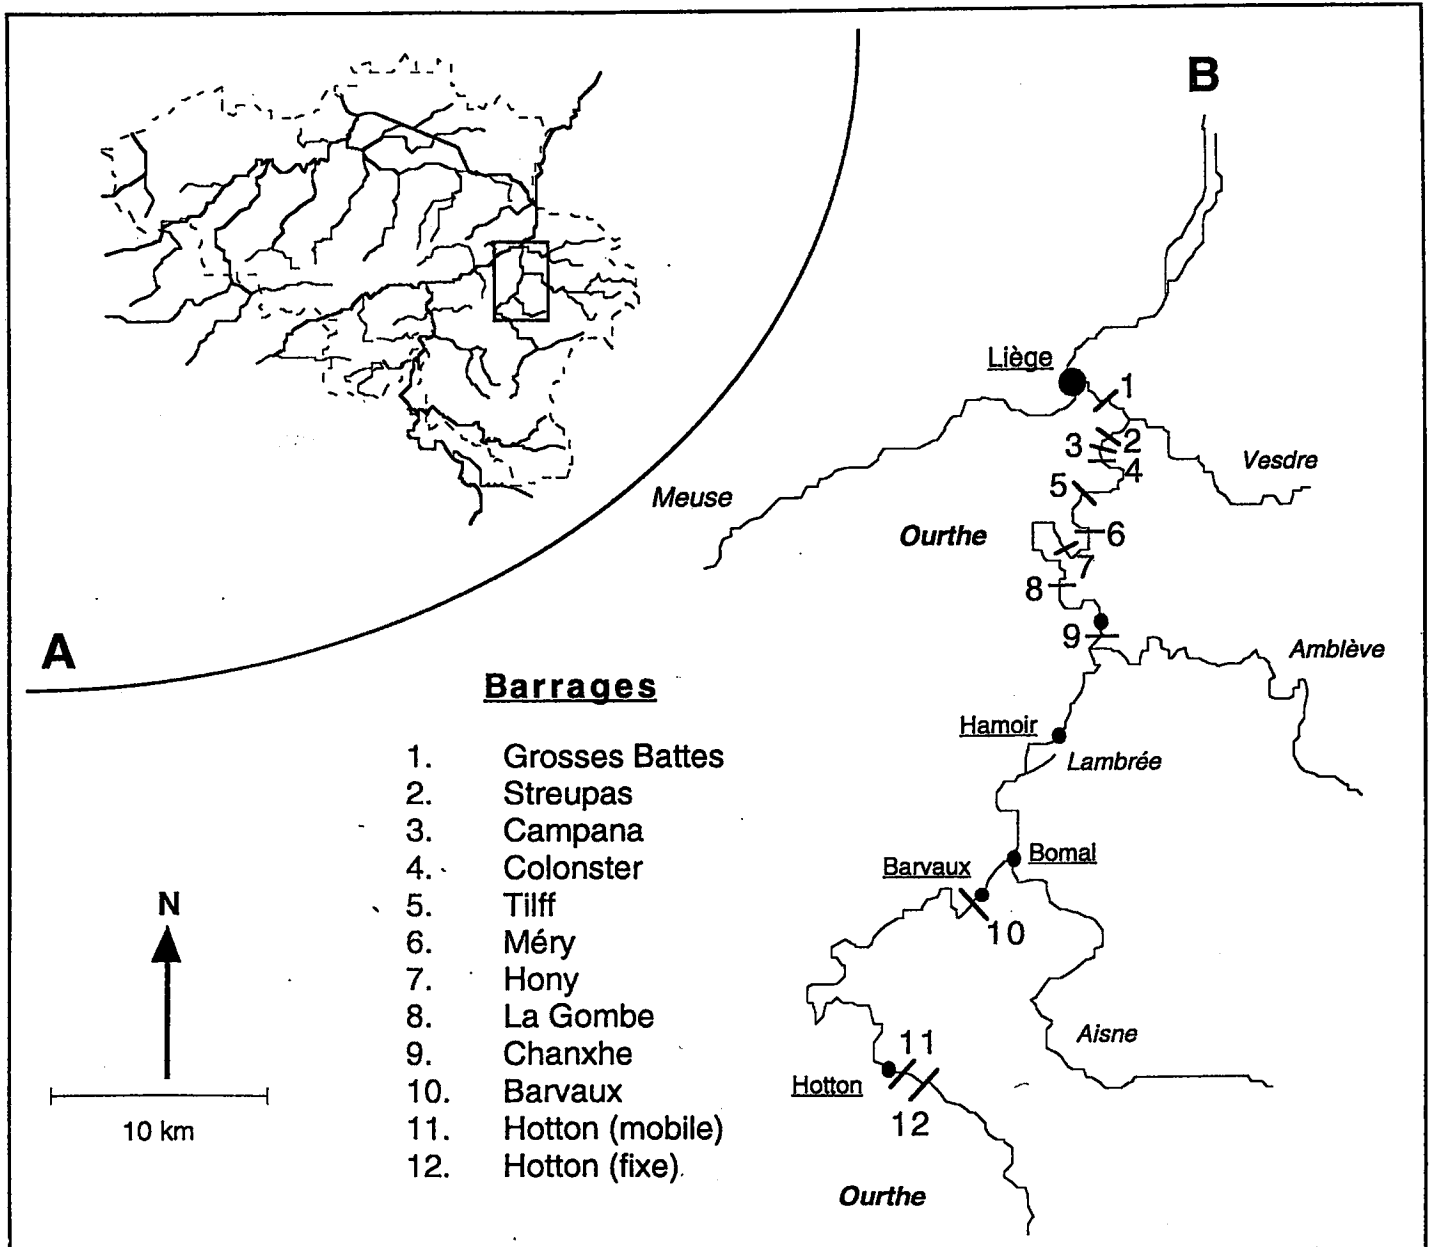 A
B
Liège
1
2
3
4
5
6
7
8
9
10
11
12
Vesdre
Meuse
Ourthe
Amblève
Hamoir
Lambrée
Bomal
Barvaux
Aisne
Hotton
Ourthe
Barrages
1. Grosses Battes
2. Streupas
3. Campana
4. Colonster
5. Tilff
6. Méry
7. Hony
8. La Gombe
9. Chanxhe
10. Barvaux
11. Hotton (mobile)
12. Hotton (fixe)
N
10 km